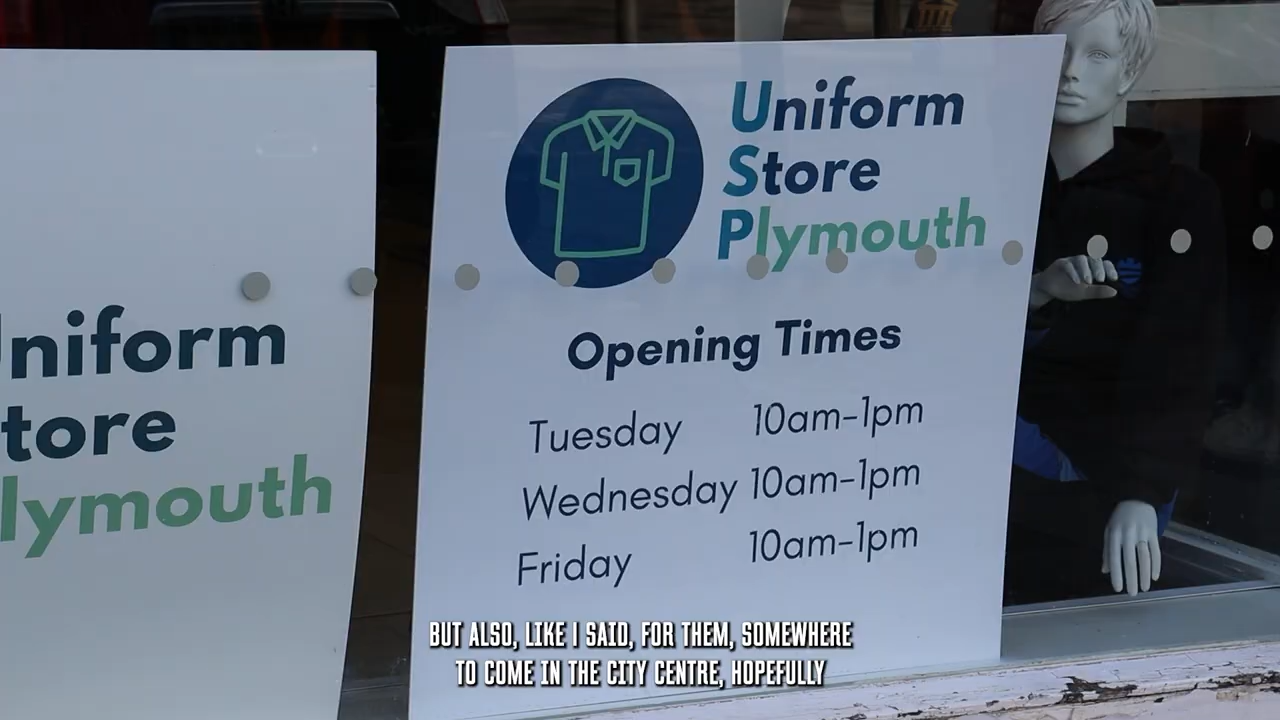 niform
tore
lymouth
Uniform
Store
Plymouth
Opening Times
Tuesday 10am-1pm
Wednesday 10am-1pm
Friday 10am-1pm
BUT ALSO, LIKE I SAID, FOR THEM, SOMEWHERE
TO COME IN THE CITY CENTRE, HOPEFULLY